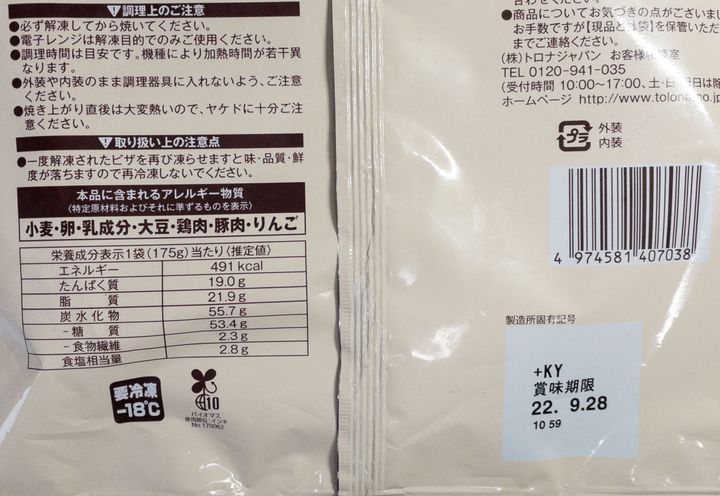 調理上のご注意
●必ず解凍してから焼いてください。
●電子レンジは解凍目的でのみご使用ください。
●調理時間は目安です。機種により加熱時間が若干異なります。
●外装や内装のまま調理器具に入れないよう、ご注意ください。
●焼き上がり直後は大変熱いので、ヤケドに十分ご注意ください。
取り扱い上の注意点
●一度解凍されたピザを再び凍らせますと味・品質・鮮度が落ちますので再冷凍しないでください。
本品に含まれるアレルギー物質
〈特定原材料およびそれに準ずるものを表示〉
小麦・卵・乳成分・大豆・鶏肉・豚肉・りんご
栄養成分表示1袋(175g)当たり(推定値)
エネルギー 491 kcal
たんぱく質 19.0 g
脂質 21.9 g
炭水化物 55.7 g
-糖質 53.4 g
-食物繊維 2.3 g
食塩相当量 2.8 g
要冷凍
-18℃
10
バイオマス
使用部位:インキ
No.170062
●商品についてお気づきの点がござい
お手数ですが【現品と外袋】を保管いただ
までご連絡ください。
(株)トロナジャパン お客様相談室
TEL 0120-941-035
(受付時間 10:00〜17:00、土・日・祝日は除
ホームページ http://www.tolona.co.jp
プラ
外装
内装
4 974581 407038
製造所固有記号
+KY
賞味期限
22. 9.28
10 59